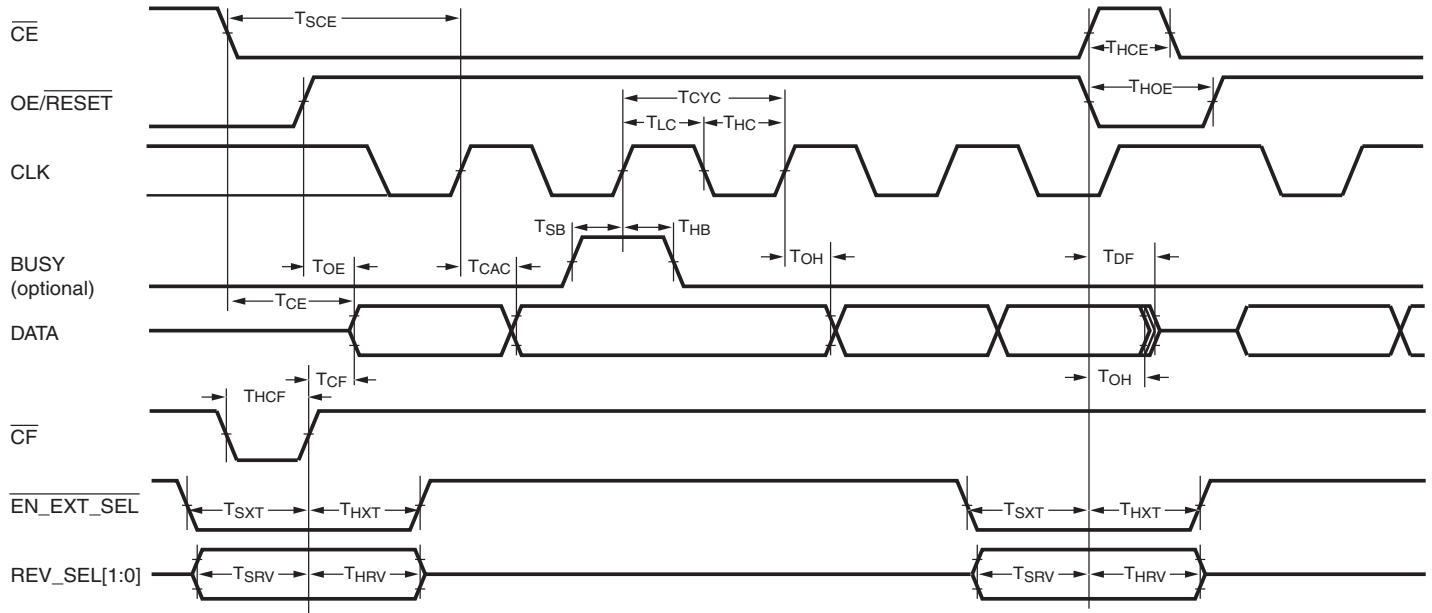 CE
TSCE
THCE
OE/RESET
TCYC
THOE
TLC
THC
CLK
TSB
THB
BUSY
(optional)
TOE
TCAC
TOH
TDF
TCE
DATA
TCF
TOH
THCF
CF
EN_EXT_SEL
TSXT
THXT
TSXT
THXT
REV_SEL[1:0]
TSRV
THRV
TSRV
THRV